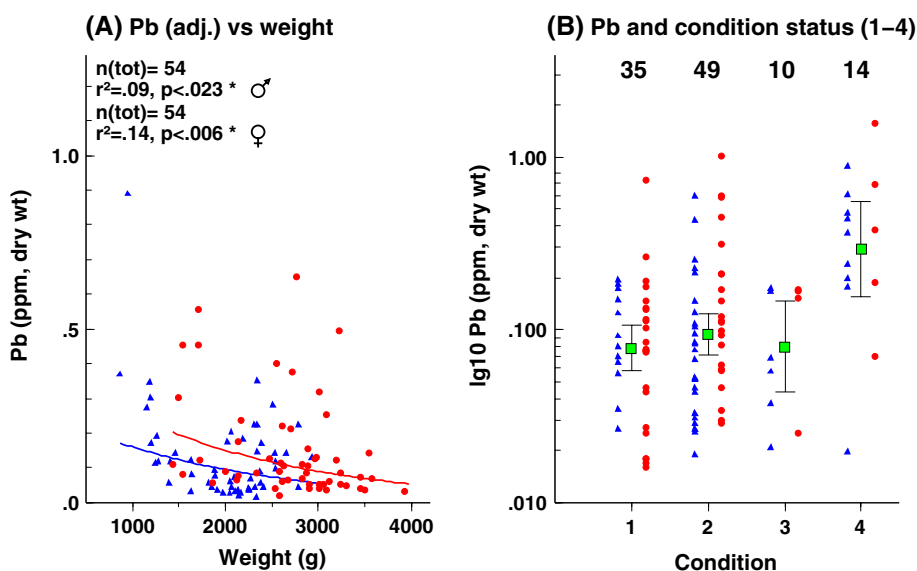 (A) Pb (adj.) vs weight
n(tot)= 54
r²=.09, p<.023 * ♂
n(tot)= 54
r²=.14, p<.006 * ♀
Pb (ppm, dry wt)
1.0
.5
.0
1000 2000 3000 4000
Weight (g)
(B) Pb and condition status (1–4)
35 49 10 14
lg10 Pb (ppm, dry wt)
1.00
.100
.010
1 2 3 4
Condition